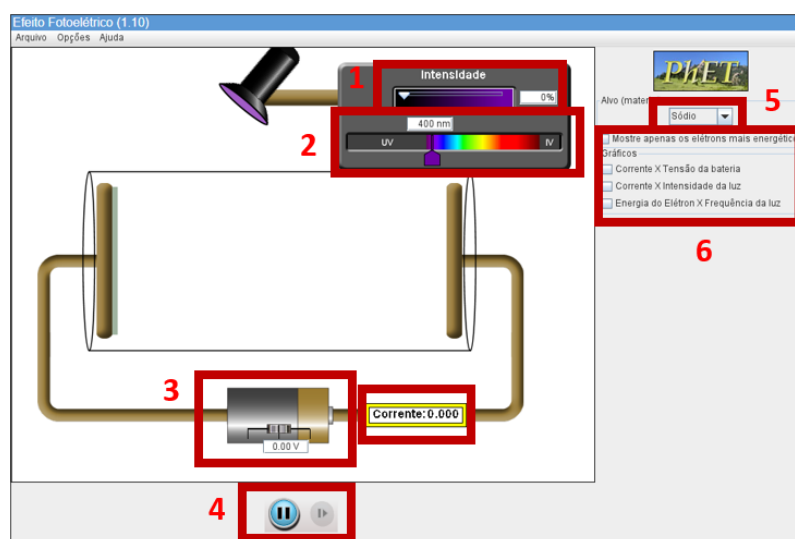 Efeito Fotoelétrico (1.10)
Arquivo Opções Ajuda
1
Intensidade
0%
PhET
5
Alvo (mater
Sódio
2
400 nm
UV IV
Mostre apenas os elétrons mais energético
Gráficos
Corrente X Tensão da bateria
Corrente X Intensidade da luz
Energia do Elétron X Frequência da luz
6
3
Corrente:0.000
0.00 V
4